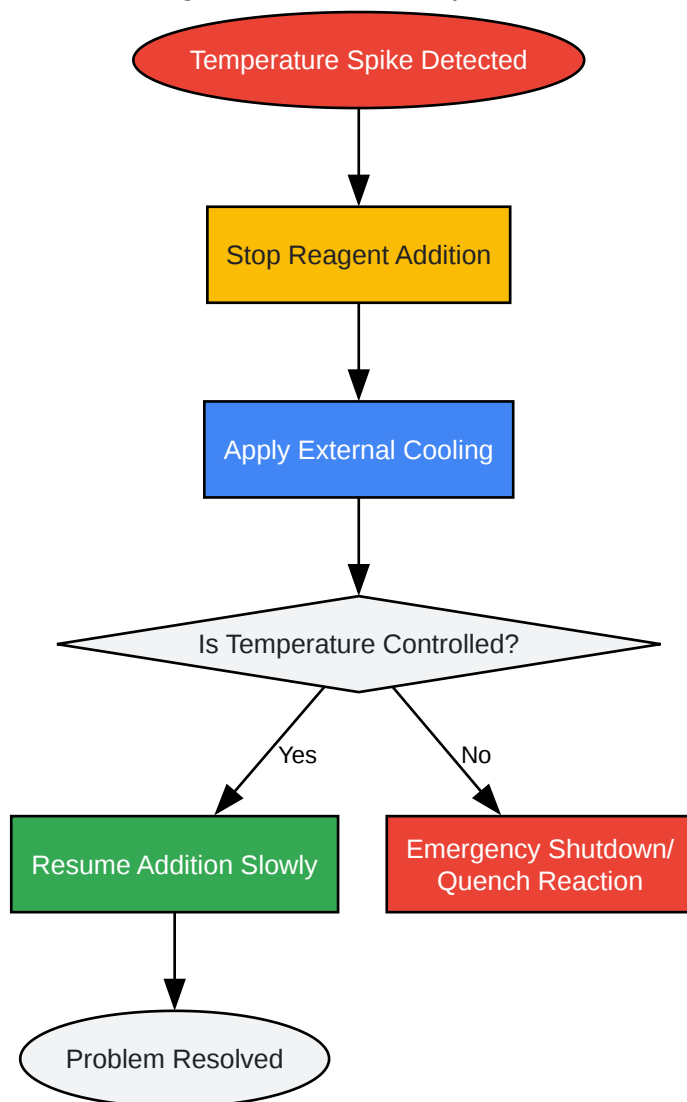 Temperature Spike Detected
Stop Reagent Addition
Apply External Cooling
Is Temperature Controlled?
Yes
No
Resume Addition Slowly
Emergency Shutdown/
Quench Reaction
Problem Resolved